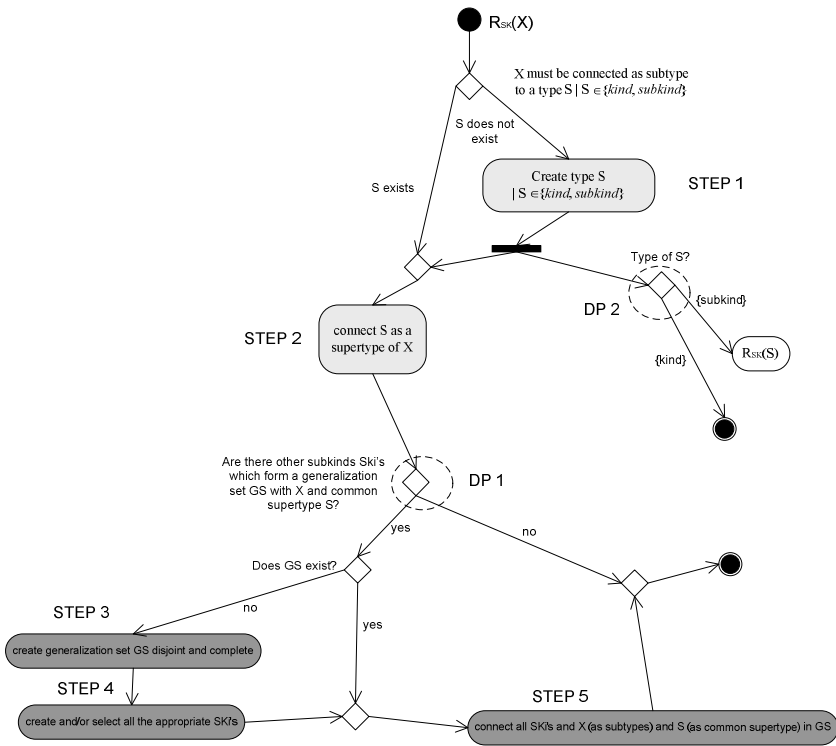 RSK(X)
X must be connected as subtype
to a type S | S ∈{kind, subkind}
S does not
exist
S exists
Create type S
| S ∈{kind, subkind}
STEP 1
Type of S?
DP 2
{subkind}
RSK(S)
{kind}
STEP 2
connect S as a
supertype of X
Are there other subkinds Ski's
which form a generalization
set GS with X and common
supertype S?
DP 1
yes
no
Does GS exist?
no
yes
STEP 3
create generalization set GS disjoint and complete
STEP 4
create and/or select all the appropriate SKi's
STEP 5
connect all SKi's and X (as subtypes) and S (as common supertype) in GS